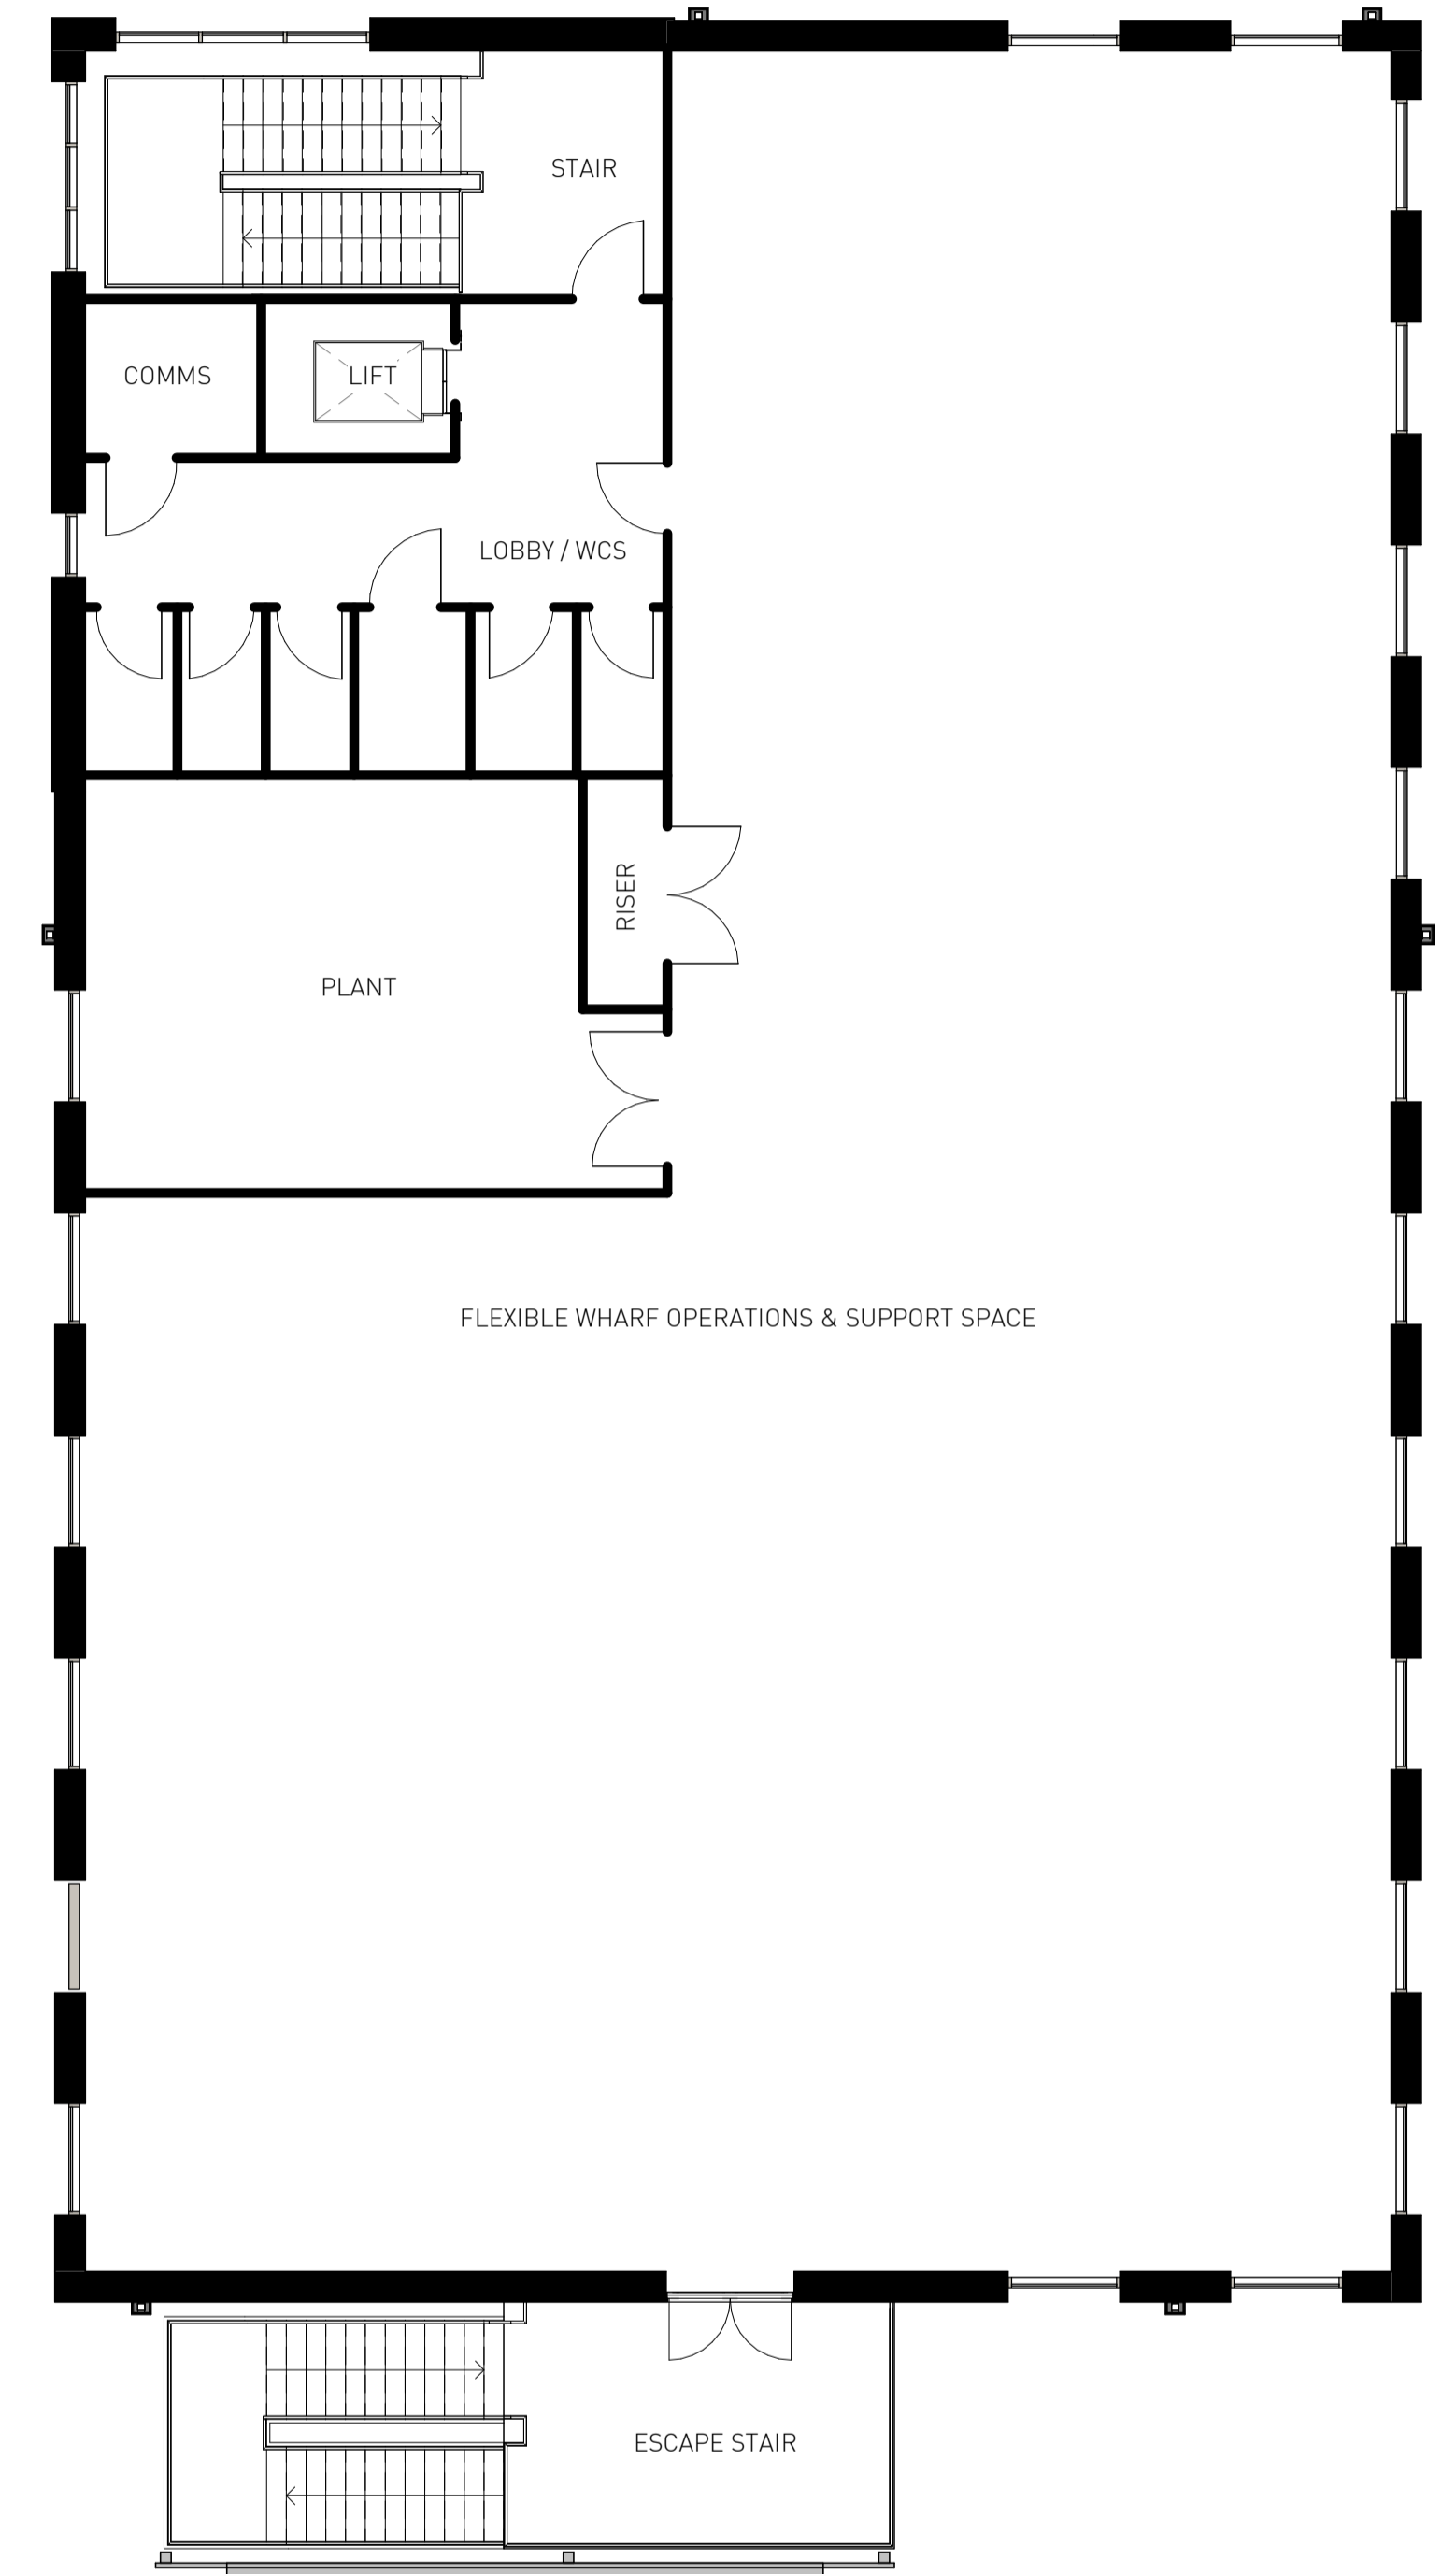 STAIR
COMMS
LIFT
LOBBY / WCS
RISER
PLANT
FLEXIBLE WHARF OPERATIONS & SUPPORT SPACE
ESCAPE STAIR